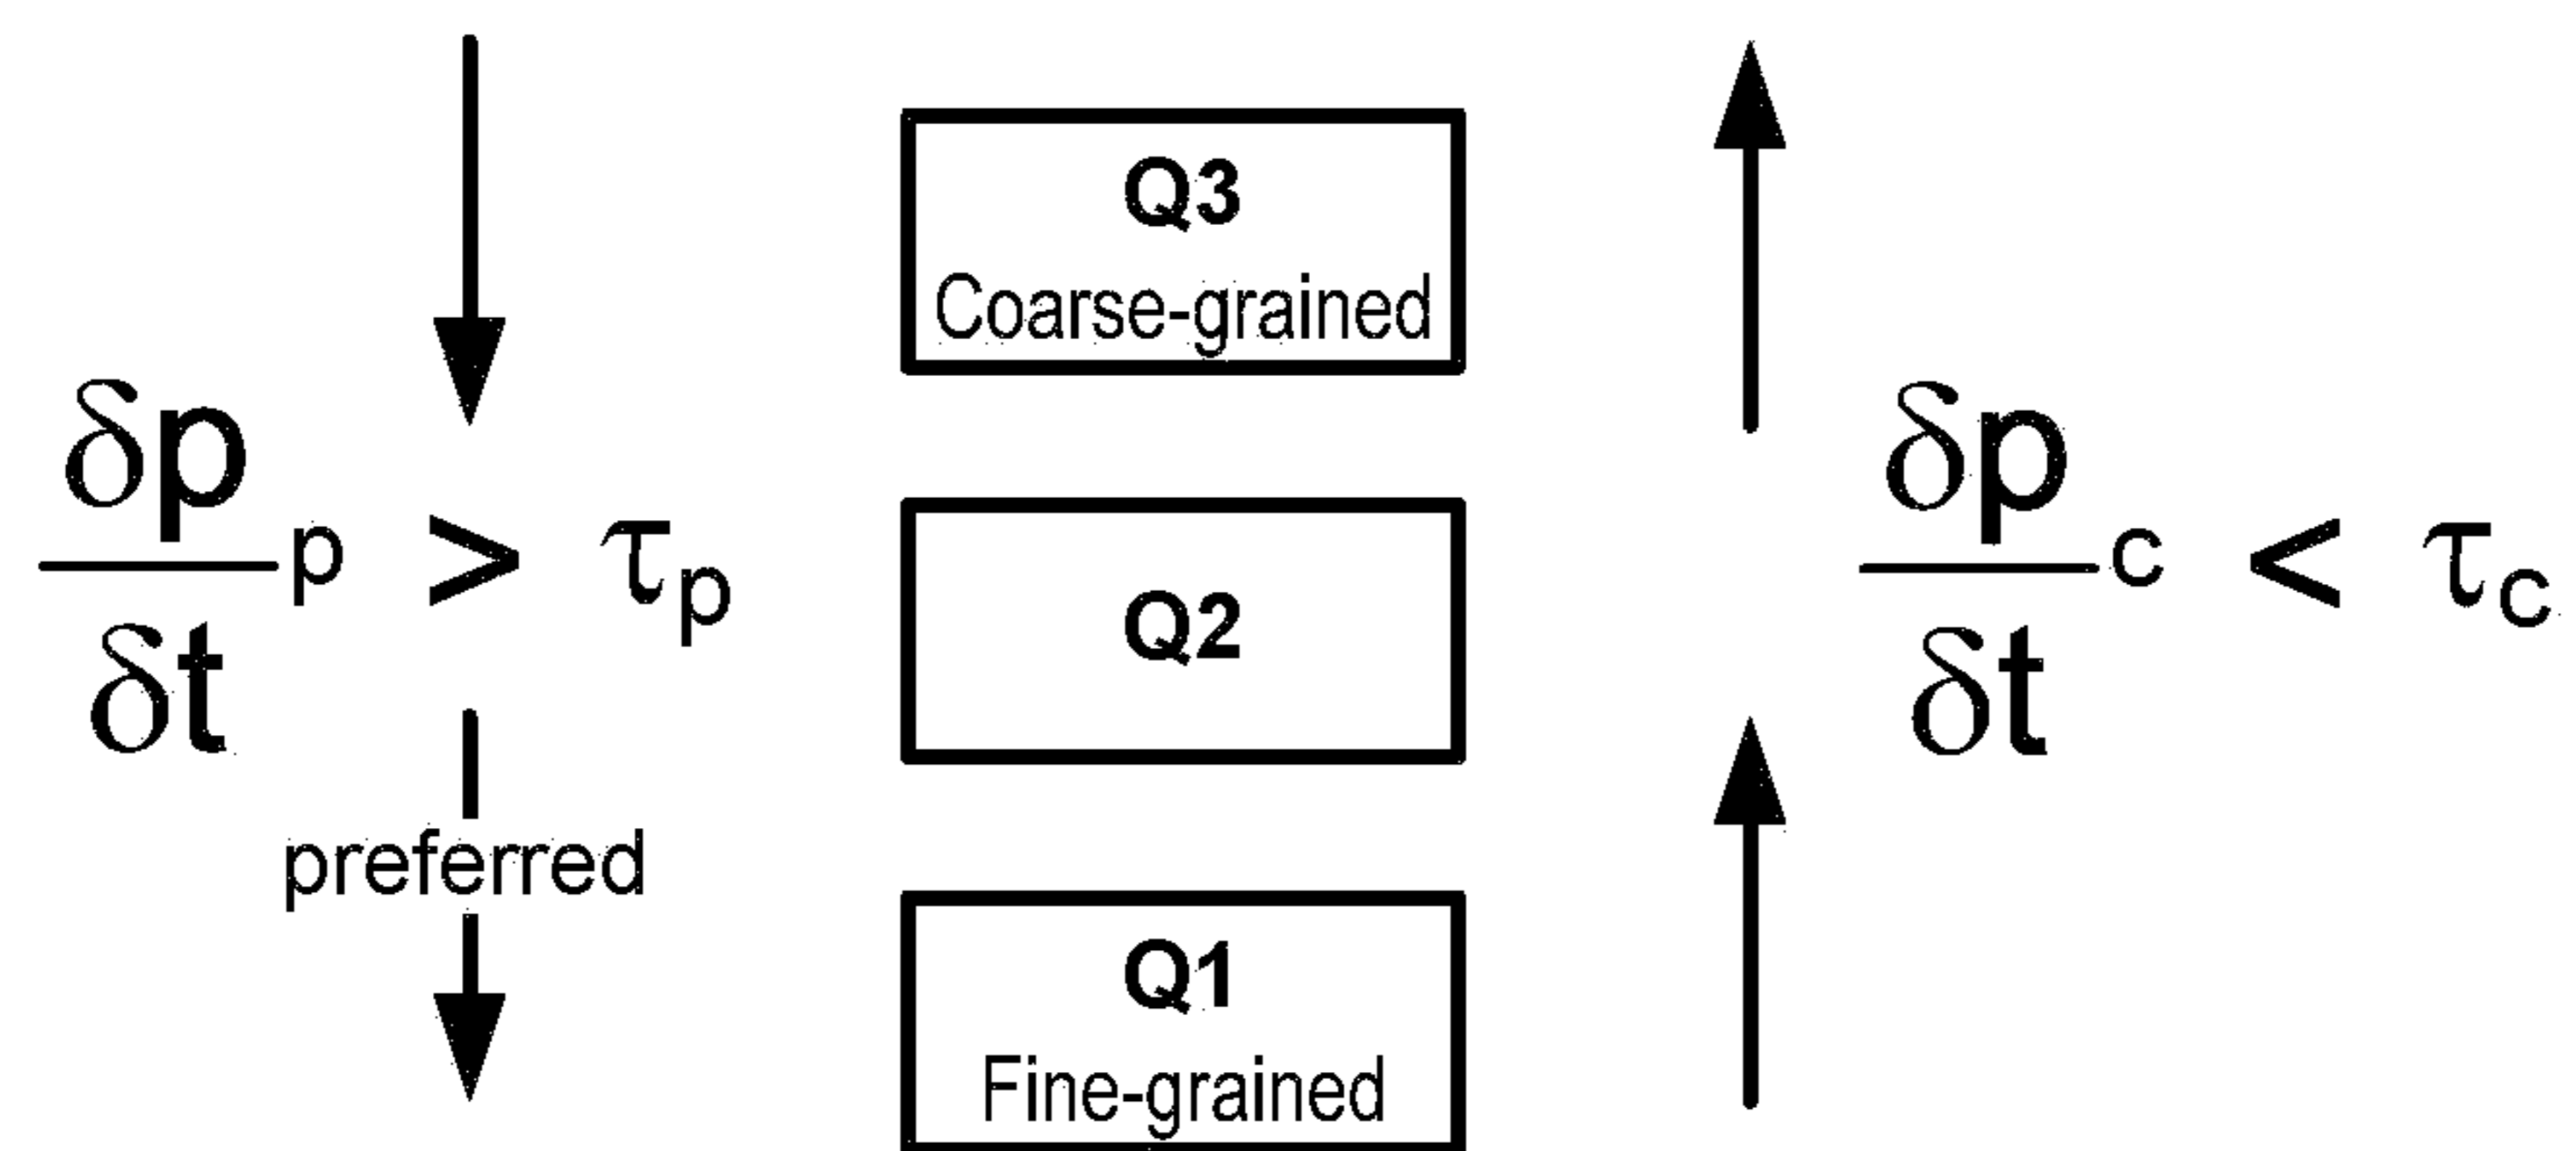 Q3
Coarse-grained
δp
δt
p > τp
Q2
δp
δt
c < τc
preferred
Q1
Fine-grained